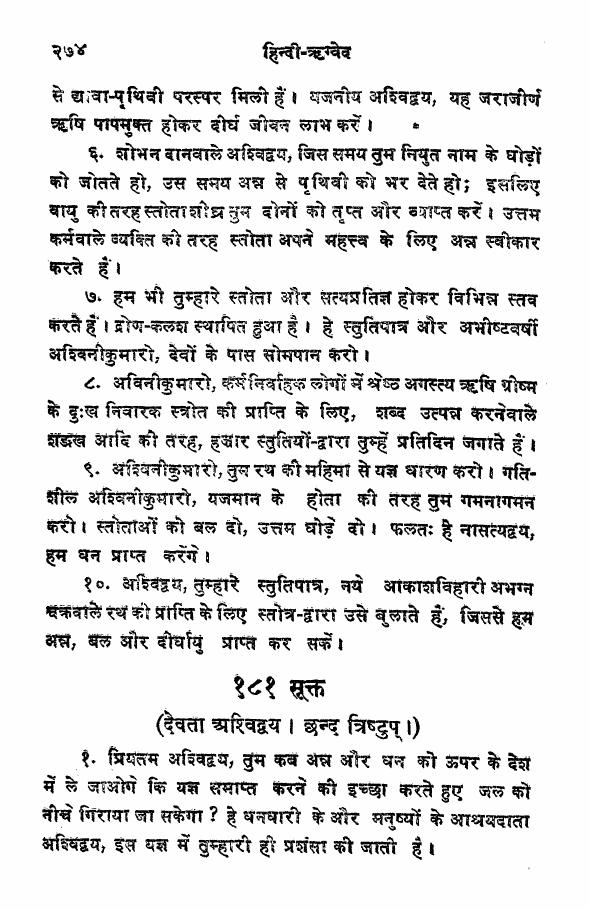 २७४ हिन्दी-ऋग्वेद
से द्यावा-पृथिवी परस्पर मिली हैं। यजनीय अश्विद्वय, यह जराजीर्ण
ऋषि पापमुक्त होकर दीर्घ जीवन लाभ करें।
६. शोभन दानवाले अश्विद्वय, जिस समय तुम नियुत नाम के घोड़ों
को जोतते हो, उस समय अन्न से पृथिवी को भर देते हो; इसलिए
वायु की तरह स्तोता शीघ्र तुम दोनों को तृप्त और व्याप्त करें। उत्तम
कर्मवाले व्यक्ति की तरह स्तोता अपने महत्त्व के लिए अन्न स्वीकार
करते हैं।
७. हम भी तुम्हारे स्तोता और सत्यप्रतिज्ञ होकर विभिन्न स्तव
करते हैं। द्रोण-कलश स्थापित हुआ है। हे स्तुतिपात्र और अभीष्टवर्षी
अश्विनीकुमारो, देवों के पास सोमपान करो।
८. अविनीकुमारो, कर्म निर्वाहक लोगों में श्रेष्ठ अगस्त्य ऋषि ग्रीष्म
के दुःख निवारक स्त्रोत की प्राप्ति के लिए, शब्द उत्पन्न करनेवाले
शङख आदि की तरह, हजार स्तुतियों-द्वारा तुम्हें प्रतिदिन जगाते हैं।
९. अश्विनीकुमारो, तुम रथ की महिमा से यज्ञ धारण करो। गति-
शील अश्विनीकुमारो, यजमान के होता की तरह तुम गमनागमन
करो। स्तोताओं को बल दो, उत्तम घोड़े दो। फलतः हे नासत्यद्वय,
हम धन प्राप्त करेंगे।
१०. अश्विद्वय, तुम्हारे स्तुतिपात्र, नये आकाशविहारी अभग्न
चक्रवाले रथ की प्राप्ति के लिए स्तोत्र-द्वारा उसे बुलाते हैं, जिससे हम
अन्न, बल और दीर्घायु प्राप्त कर सकें।
१८१ सूक्त
(देवता अश्विद्वय। छन्द त्रिष्टुप्।)
१. प्रियतम अश्विद्वय, तुम कब अन्न और धन को ऊपर के देश
में ले जाओगे कि यज्ञ समाप्त करने की इच्छा करते हुए जल को
नीचे गिराया जा सकेगा? हे धनधारी के और मनुष्यों के आश्रयदाता
अश्विद्वय, इस यज्ञ में तुम्हारी ही प्रशंसा की जाती है।